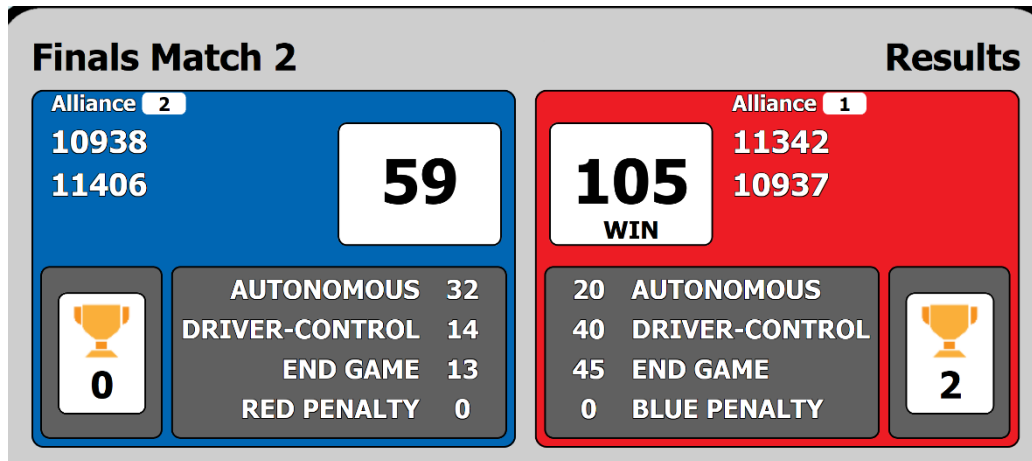 Finals Match 2
Results
Alliance 2
10938
11406
59
0
AUTONOMOUS 32
DRIVER-CONTROL 14
END GAME 13
RED PENALTY 0
Alliance 1
11342
10937
105
WIN
20 AUTONOMOUS
40 DRIVER-CONTROL
45 END GAME
0 BLUE PENALTY
2